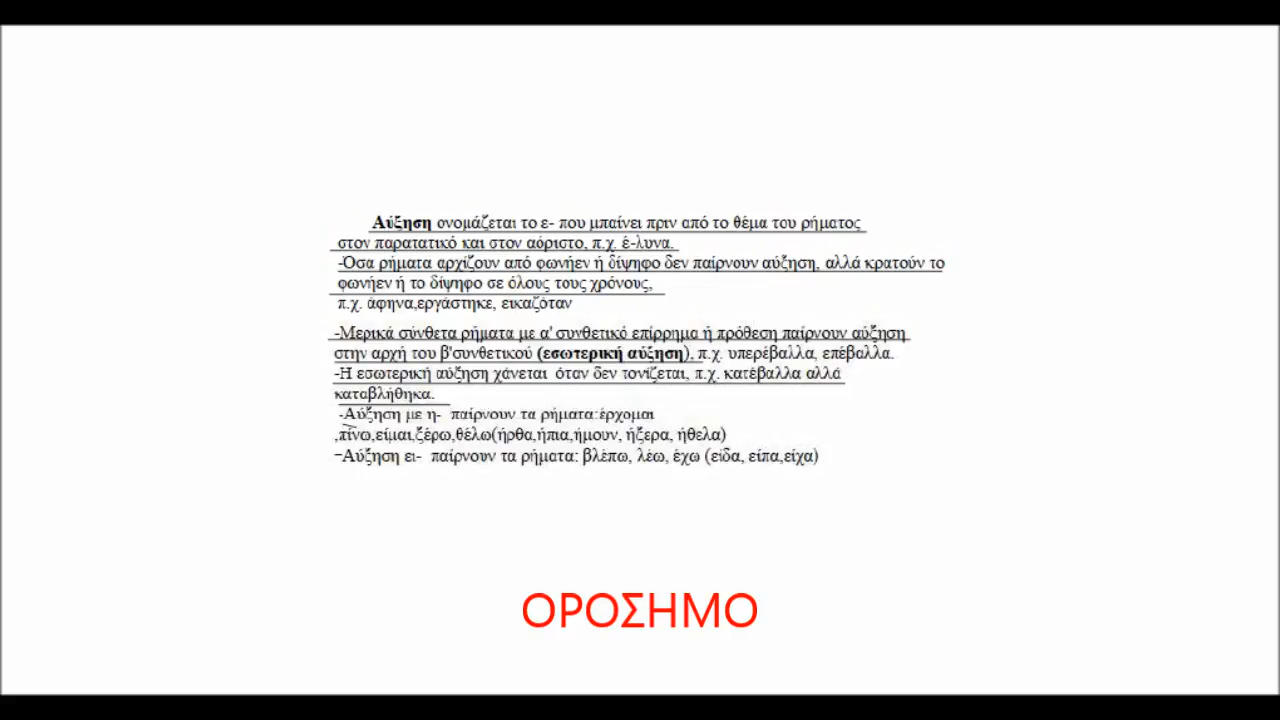 Αύξηση ονομάζεται το ε- που μπαίνει πριν από το θέμα του ρήματος
στον παρατατικό και στον αόριστο, π.χ. έ-λυνα.
-Όσα ρήματα αρχίζουν από φωνήεν ή δίψηφο δεν παίρνουν αύξηση, αλλά κρατούν το
φωνήεν ή το δίψηφο σε όλους τους χρόνους,
π.χ. άφηνα,εργάστηκε, εικαζόταν
-Μερικά σύνθετα ρήματα με α' συνθετικό επίρρημα ή πρόθεση παίρνουν αύξηση
στην αρχή του β'συνθετικού (εσωτερική αύξηση), π.χ. υπερέβαλλα, επέβαλλα.
-Η εσωτερική αύξηση χάνεται όταν δεν τονίζεται, π.χ. κατέβαλλα αλλά
καταβλήθηκα.
-Αύξηση με η- παίρνουν τα ρήματα:έρχομαι
,πίνω,είμαι,ξέρω,θέλω(ήρθα,ήπια,ήμουν, ήξερα, ήθελα)
-Αύξηση ει- παίρνουν τα ρήματα: βλέπω, λέω, έχω (είδα, είπα,είχα)
ΟΡΟΣΗΜΟ